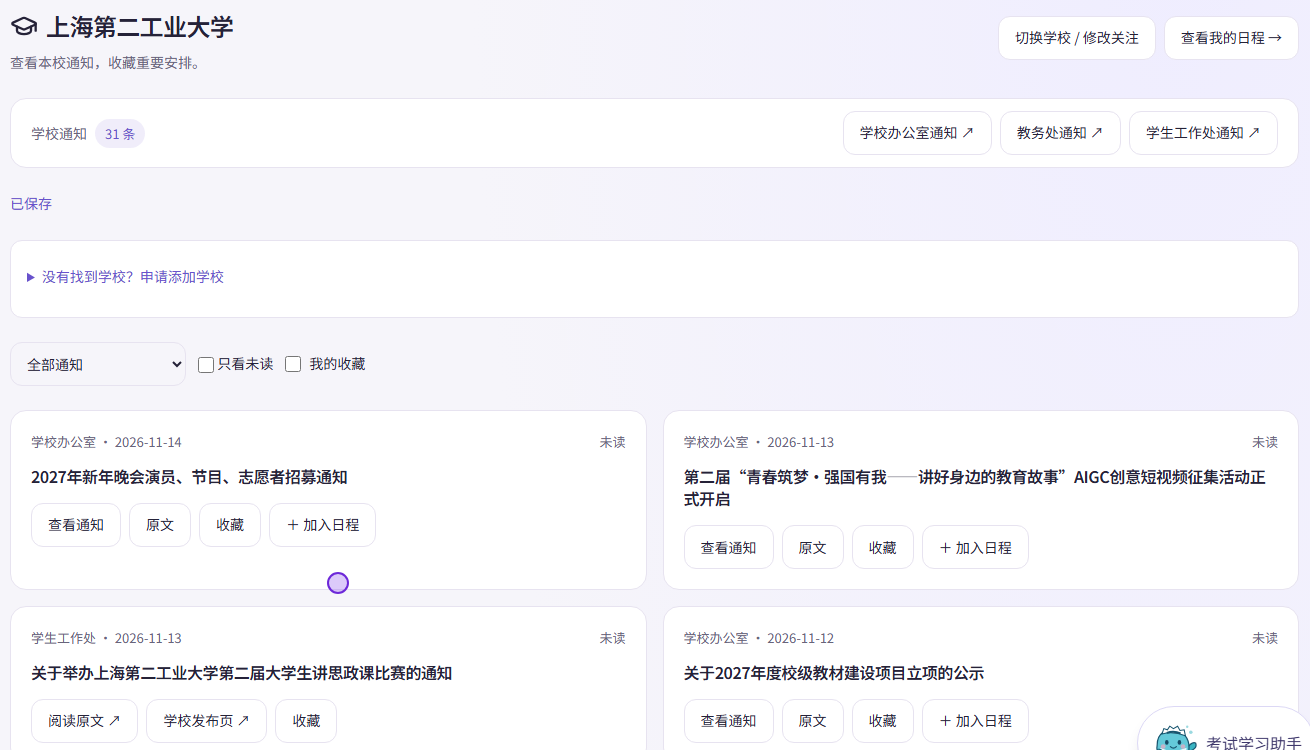 上海第二工业大学
查看本校通知，收藏重要安排。
切换学校 / 修改关注
查看我的日程 →
学校通知 31 条
学校办公室通知 ↗
教务处通知 ↗
学生工作处通知 ↗
已保存
▶ 没有找到学校？申请添加学校
全部通知
只看未读
我的收藏
学校办公室 · 2026-11-14
未读
2027年新年晚会演员、节目、志愿者招募通知
查看通知
原文
收藏
＋ 加入日程
学校办公室 · 2026-11-13
未读
第二届“青春筑梦·强国有我——讲好身边的教育故事”AIGC创意短视频征集活动正
式开启
查看通知
原文
收藏
＋ 加入日程
学生工作处 · 2026-11-13
未读
关于举办上海第二工业大学第二届大学生讲思政课比赛的通知
阅读原文 ↗
学校发布页 ↗
收藏
学校办公室 · 2026-11-12
未读
关于2027年度校级教材建设项目立项的公示
查看通知
原文
收藏
＋ 加入日程
考试学习助手